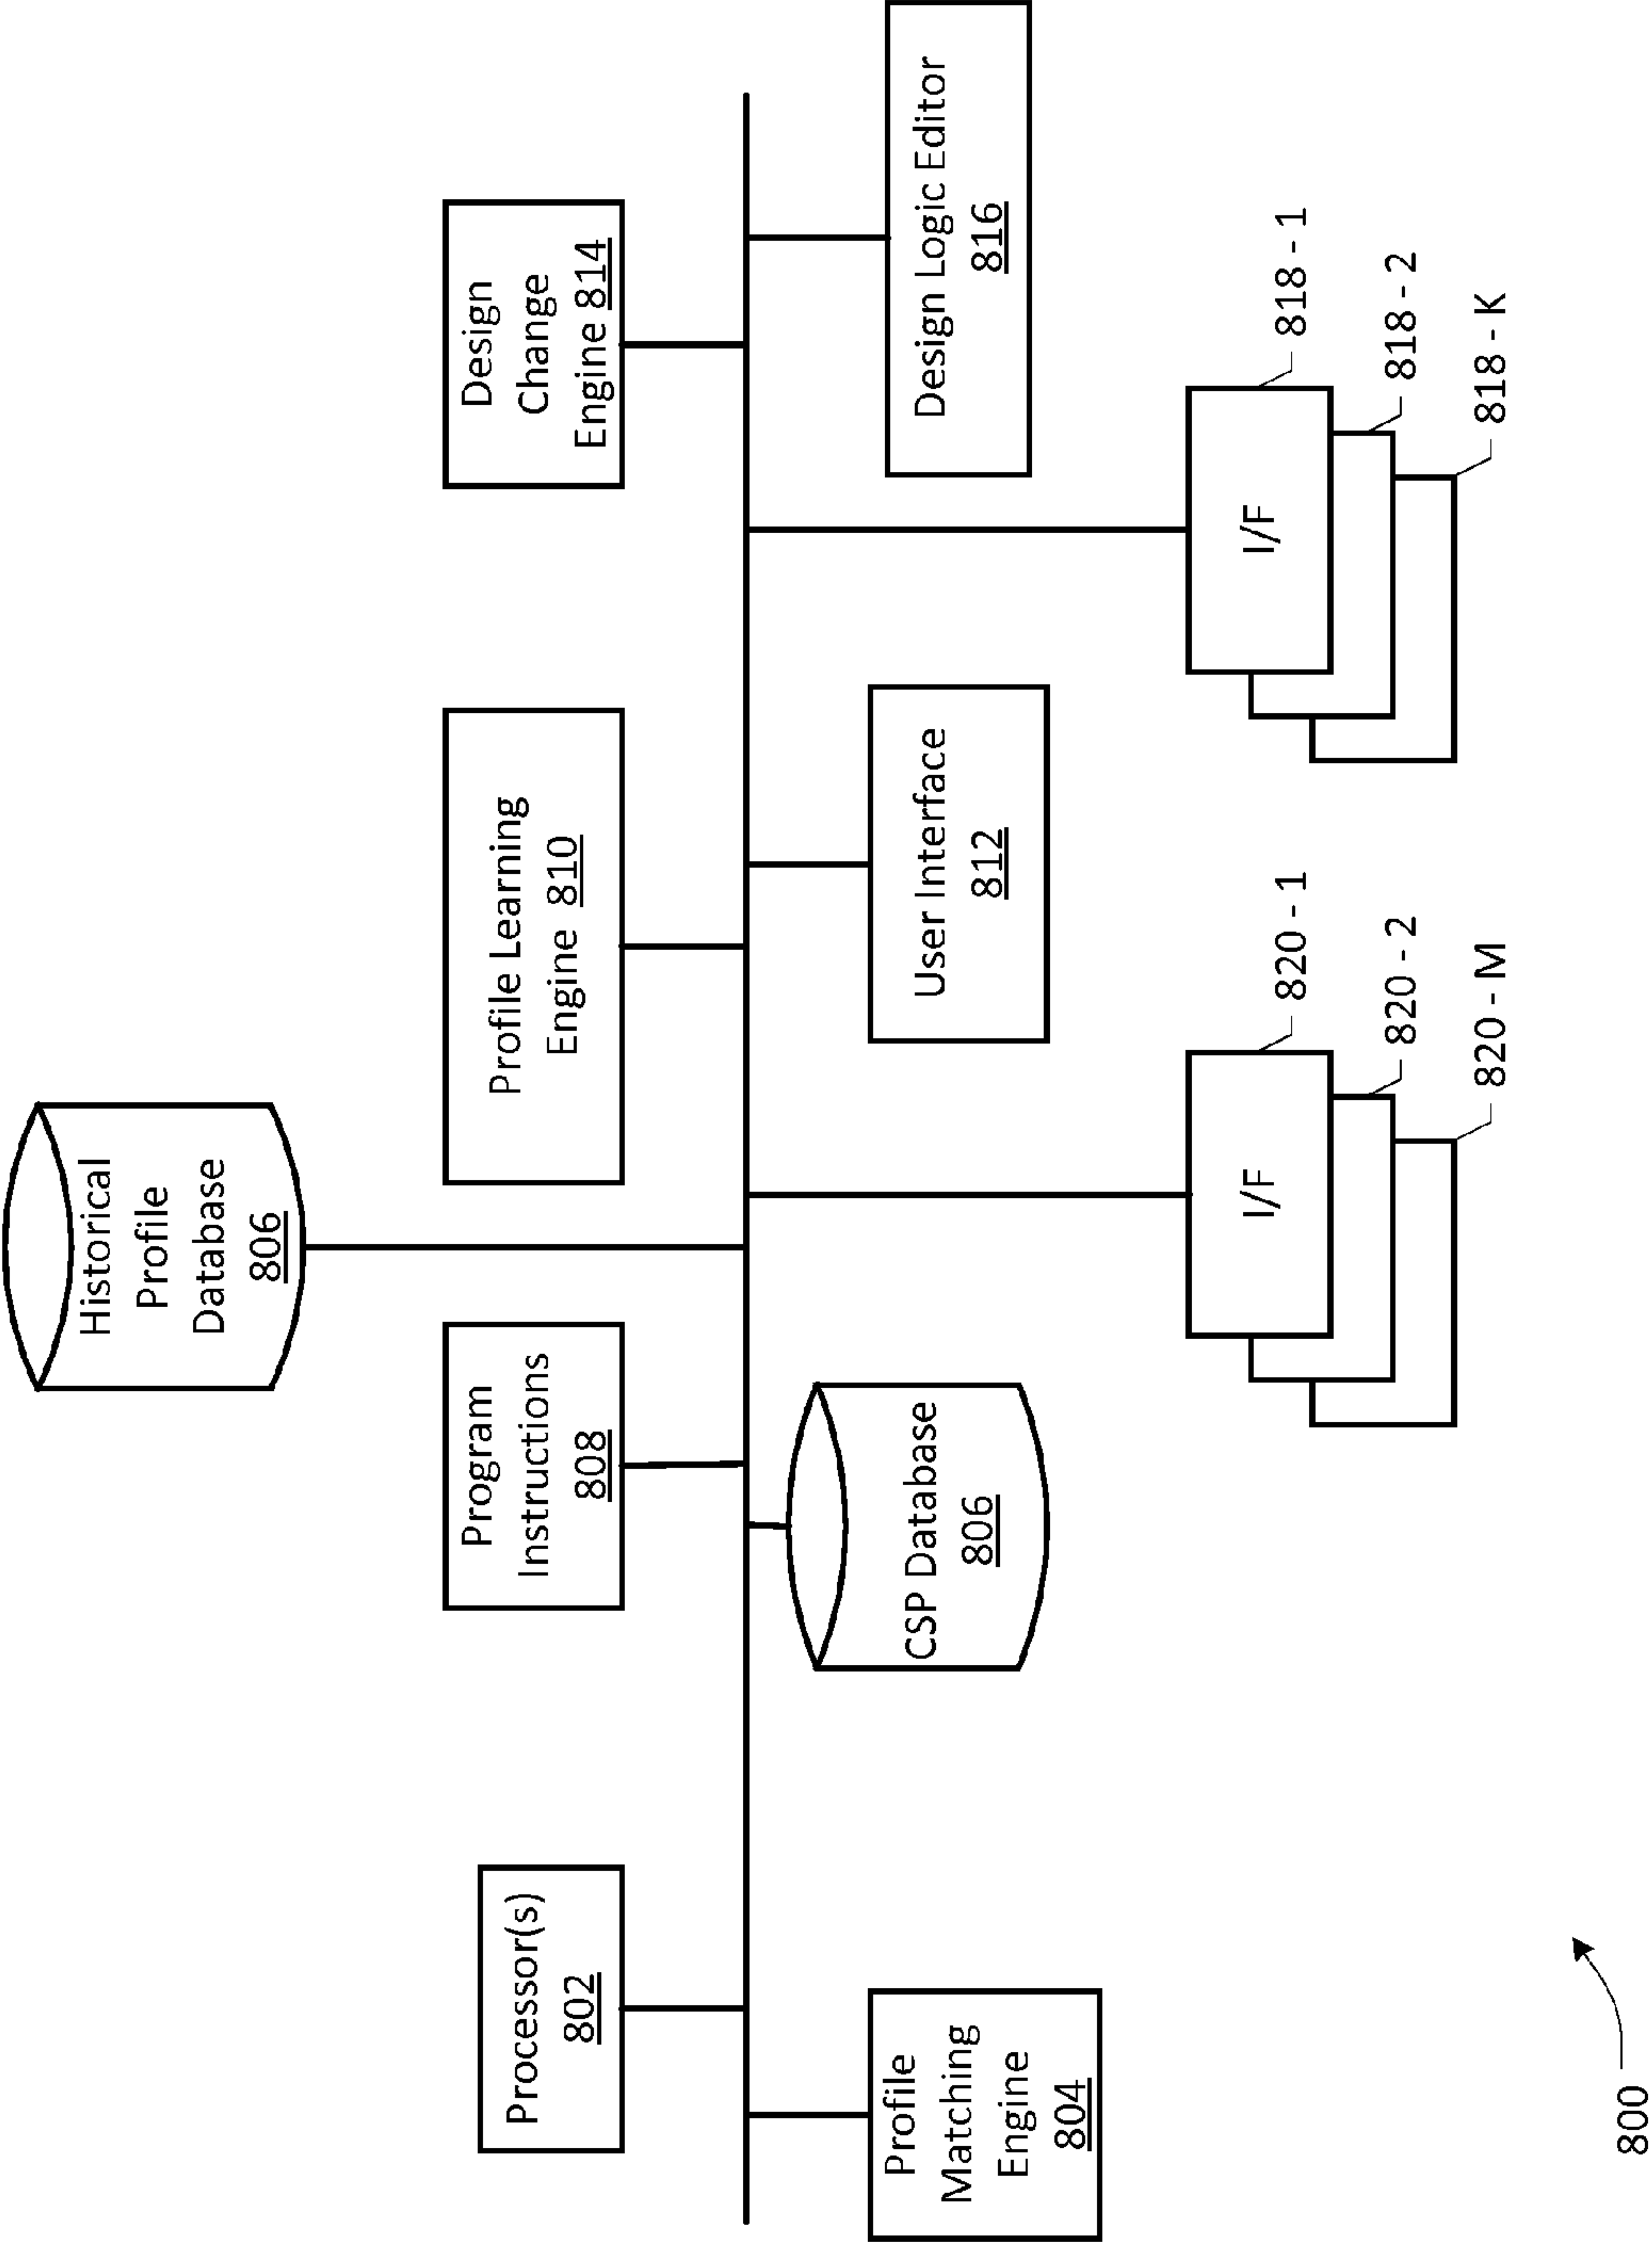 Historical
Profile
Database
806
Processor(s)
802
Program
Instructions
808
Profile Learning
Engine 810
Design
Change
Engine 814
Profile
Matching
Engine
804
CSP Database
806
User Interface
812
Design Logic Editor
816
I/F
820 - 1
820 - 2
820 - M
I/F
818 - 1
818 - 2
818 - K
800